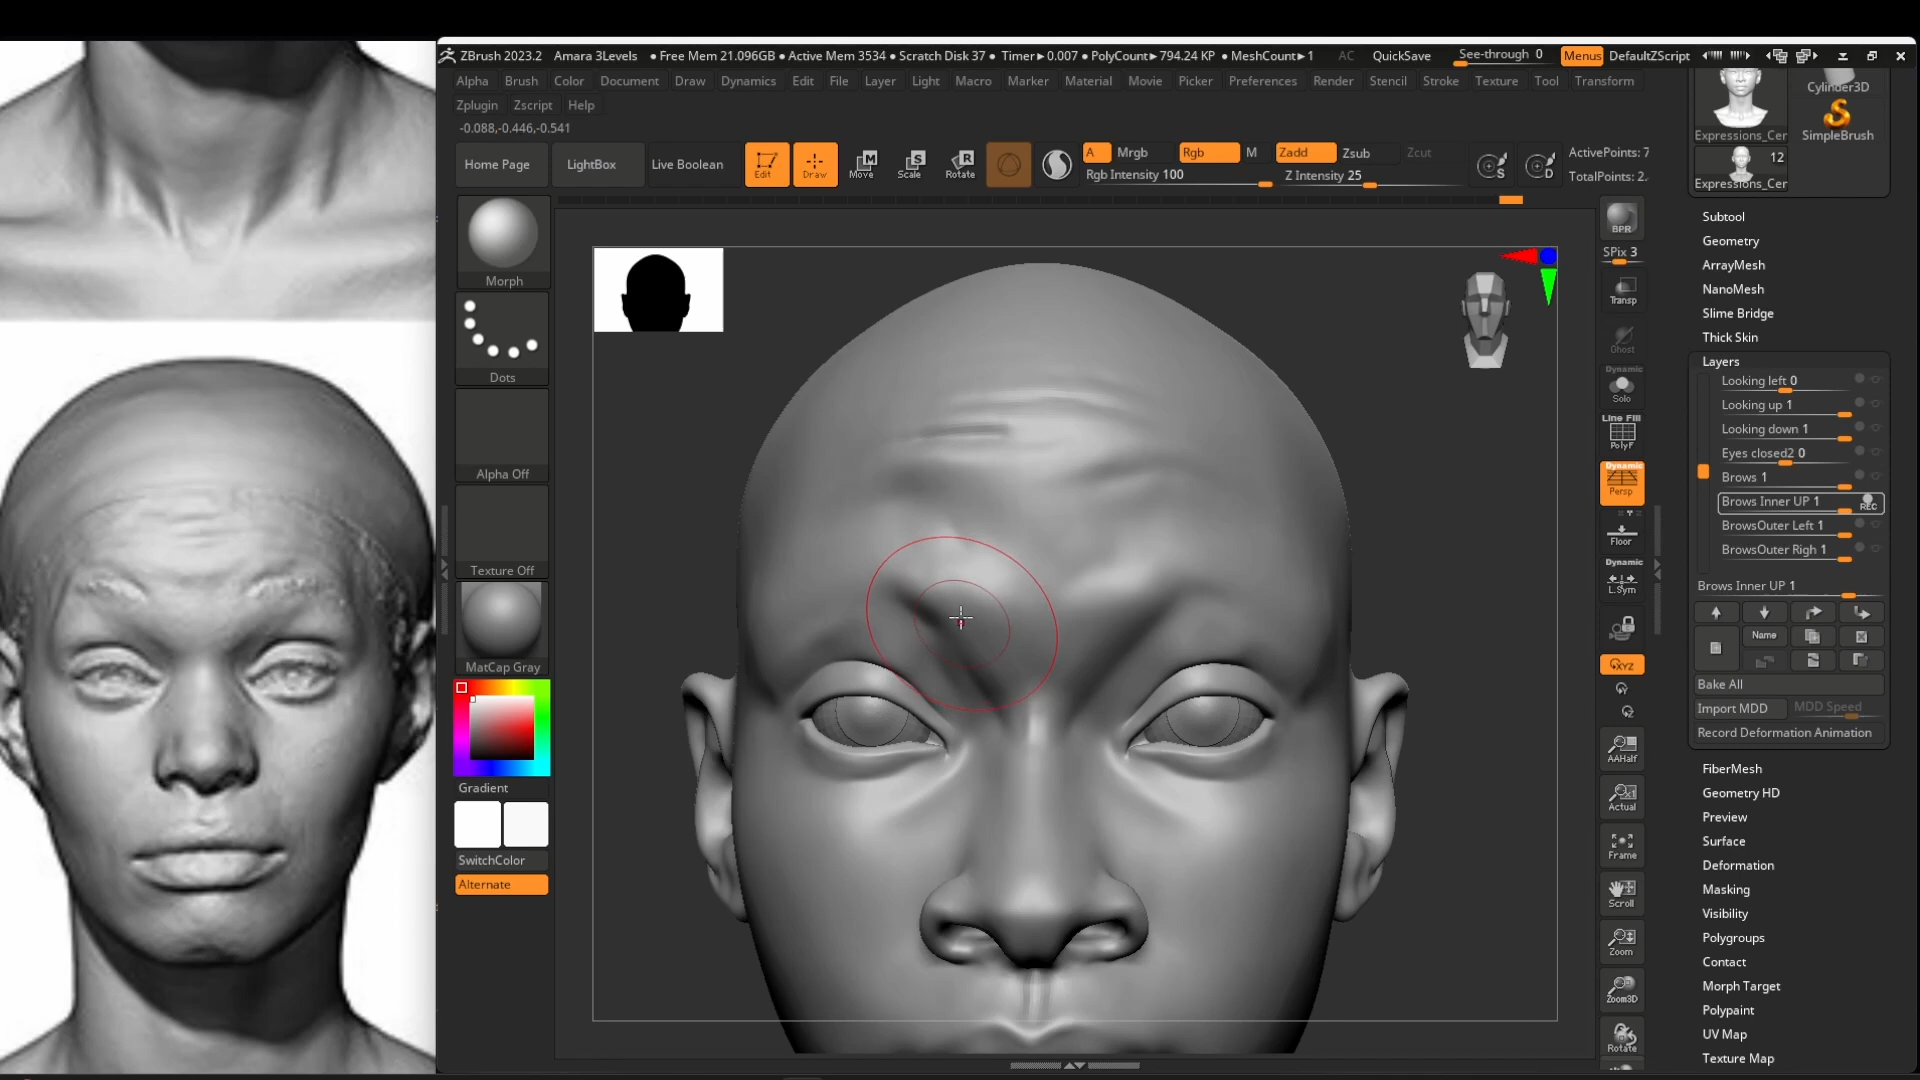 ZBrush 2023.2 Amara 3Levels • Free Mem 21.096GB • Active Mem 3534 • Scratch Disk 37 • Timer▸0.007 • PolyCount▸794.24 KP • MeshCount▸1 AC QuickSave See-through 0 Menus DefaultZScript
Alpha Brush Color Document Draw Dynamics Edit File Layer Light Macro Marker Material Movie Picker Preferences Render Stencil Stroke Texture Tool Transform
Zplugin Zscript Help
-0.088,-0.446,-0.541
Home Page LightBox Live Boolean Edit Draw Move Scale Rotate
A Mrgb Rgb M Zadd Zsub Zcut
Rgb Intensity 100 Z Intensity 25
ActivePoints: 7
TotalPoints: 2.
Morph
Dots
Alpha Off
Texture Off
MatCap Gray
Gradient
SwitchColor
Alternate
BPR
SPix 3
Transp
Ghost
Dynamic
Solo
Line Fill
PolyF
Dynamic
Persp
Floor
Dynamic
L.Sym
XYZ
AAHalf
Actual
Frame
Scroll
Zoom
Zoom3D
Rotate
Cylinder3D
Expressions_Cer
SimpleBrush
12
Expressions_Cer
Subtool
Geometry
ArrayMesh
NanoMesh
Slime Bridge
Thick Skin
Layers
Looking left 0
Looking up 1
Looking down 1
Eyes closed2 0
Brows 1
Brows Inner UP 1 REC
BrowsOuter Left 1
BrowsOuter Righ 1
Brows Inner UP 1
Name
Bake All
Import MDD MDD Speed
Record Deformation Animation
FiberMesh
Geometry HD
Preview
Surface
Deformation
Masking
Visibility
Polygroups
Contact
Morph Target
Polypaint
UV Map
Texture Map